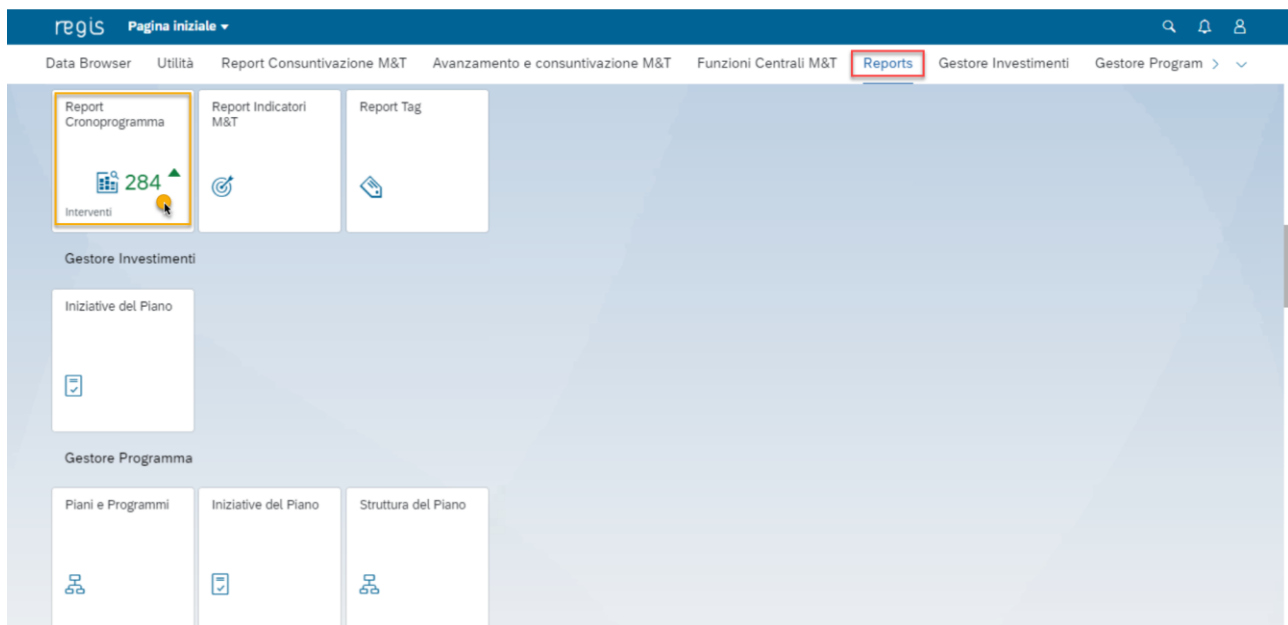 regis Pagina iniziale
Data Browser Utilità Report Consuntivazione M&T Avanzamento e consuntivazione M&T Funzioni Centrali M&T Reports Gestore Investimenti Gestore Program
Report Cronoprogramma
284
Interventi
Report Indicatori M&T
Report Tag
Gestore Investimenti
Iniziative del Piano
Gestore Programma
Piani e Programmi
Iniziative del Piano
Struttura del Piano